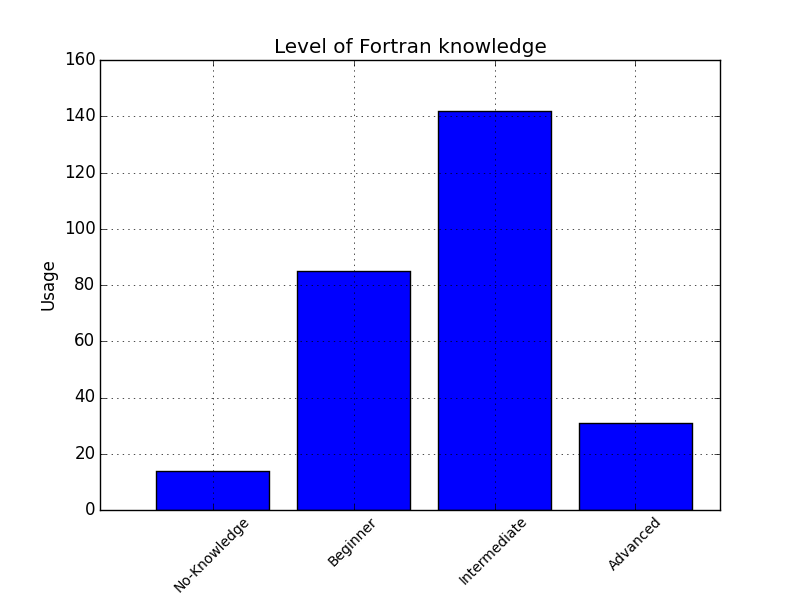 Level of Fortran knowledge
160
140
120
100
80
60
40
20
0
Usage
No-Knowledge
Beginner
Intermediate
Advanced